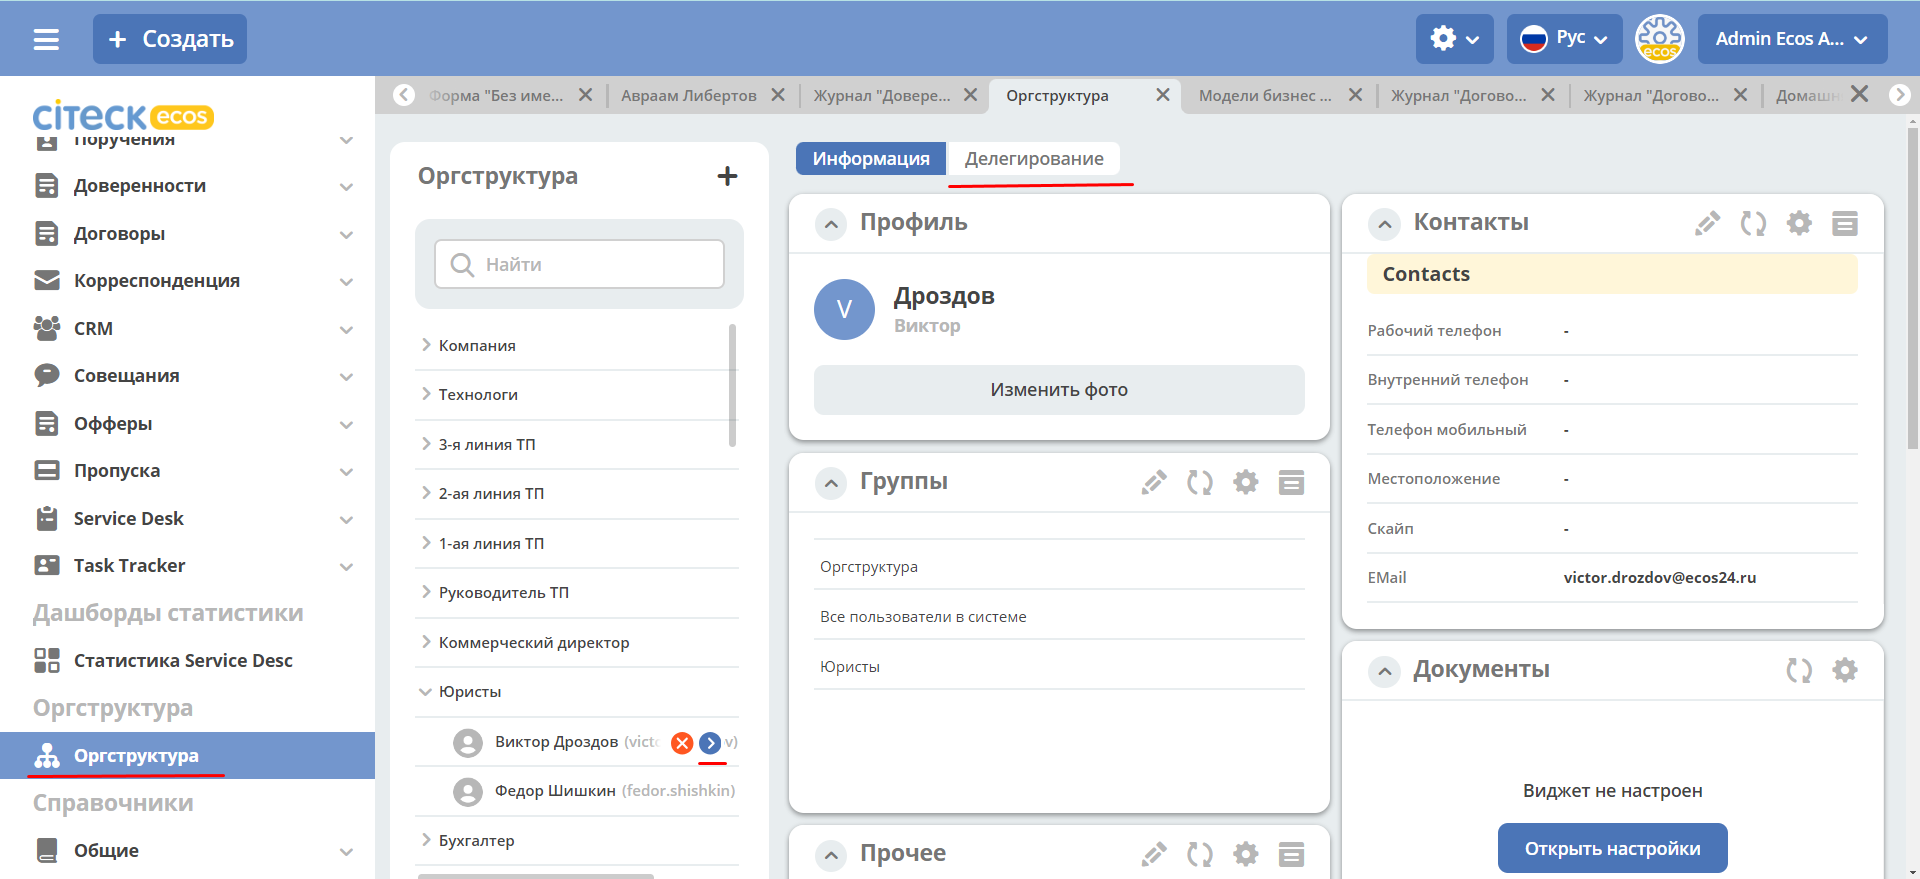 Создать
Рус
ecos
Admin Ecos A...
Форма "Без име...
Авраам Либертов
Журнал "Довере...
Оргструктура
Модели бизнес ...
Журнал "Догово...
Журнал "Догово...
Домашн
citeck ecos
Поручения
Доверенности
Договоры
Корреспонденция
CRM
Совещания
Офферы
Пропуска
Service Desk
Task Tracker
Дашборды статистики
Статистика Service Desc
Оргструктура
Оргструктура
Справочники
Общие
Оргструктура
Найти
Компания
Технологи
3-я линия ТП
2-ая линия ТП
1-ая линия ТП
Руководитель ТП
Коммерческий директор
Юристы
Виктор Дроздов (victo v)
Федор Шишкин (fedor.shishkin)
Бухгалтер
Информация
Делегирование
Профиль
V
Дроздов
Виктор
Изменить фото
Группы
Оргструктура
Все пользователи в системе
Юристы
Прочее
Контакты
Contacts
Рабочий телефон -
Внутренний телефон -
Телефон мобильный -
Местоположение -
Скайп -
EMail victor.drozdov@ecos24.ru
Документы
Виджет не настроен
Открыть настройки